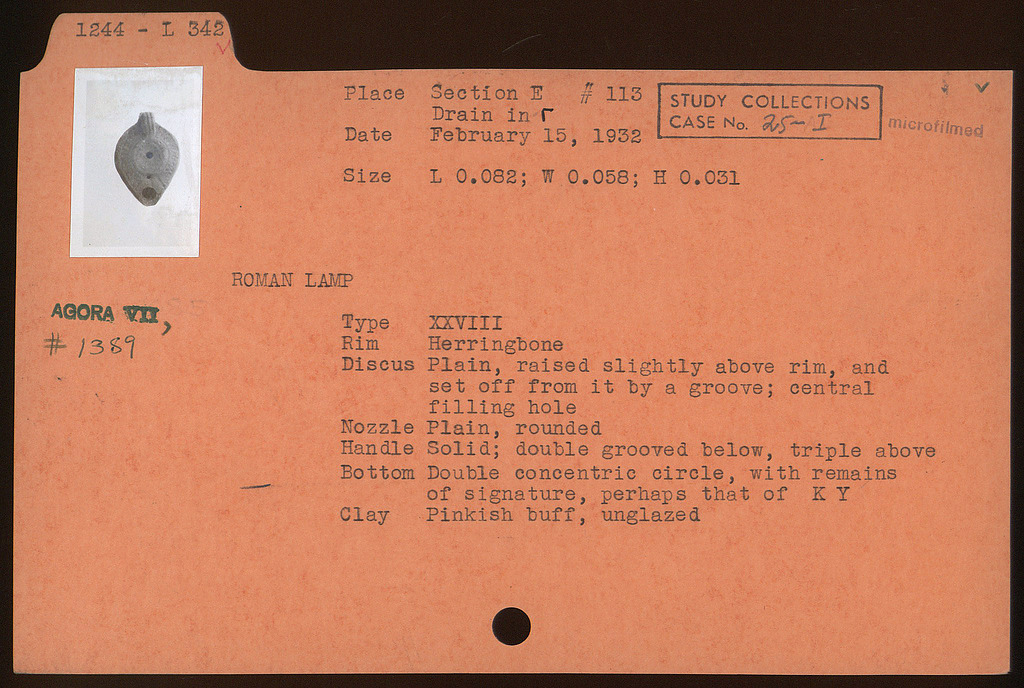 1244 - L 342
Place Section E # 113
Drain in Γ
Date February 15, 1932
STUDY COLLECTIONS
CASE No. 25-I
microfilmed
Size L 0.082; W 0.058; H 0.031
ROMAN LAMP
AGORA VII,
# 1389
Type XXVIII
Rim Herringbone
Discus Plain, raised slightly above rim, and
set off from it by a groove; central
filling hole
Nozzle Plain, rounded
Handle Solid; double grooved below, triple above
Bottom Double concentric circle, with remains
of signature, perhaps that of K Y
Clay Pinkish buff, unglazed